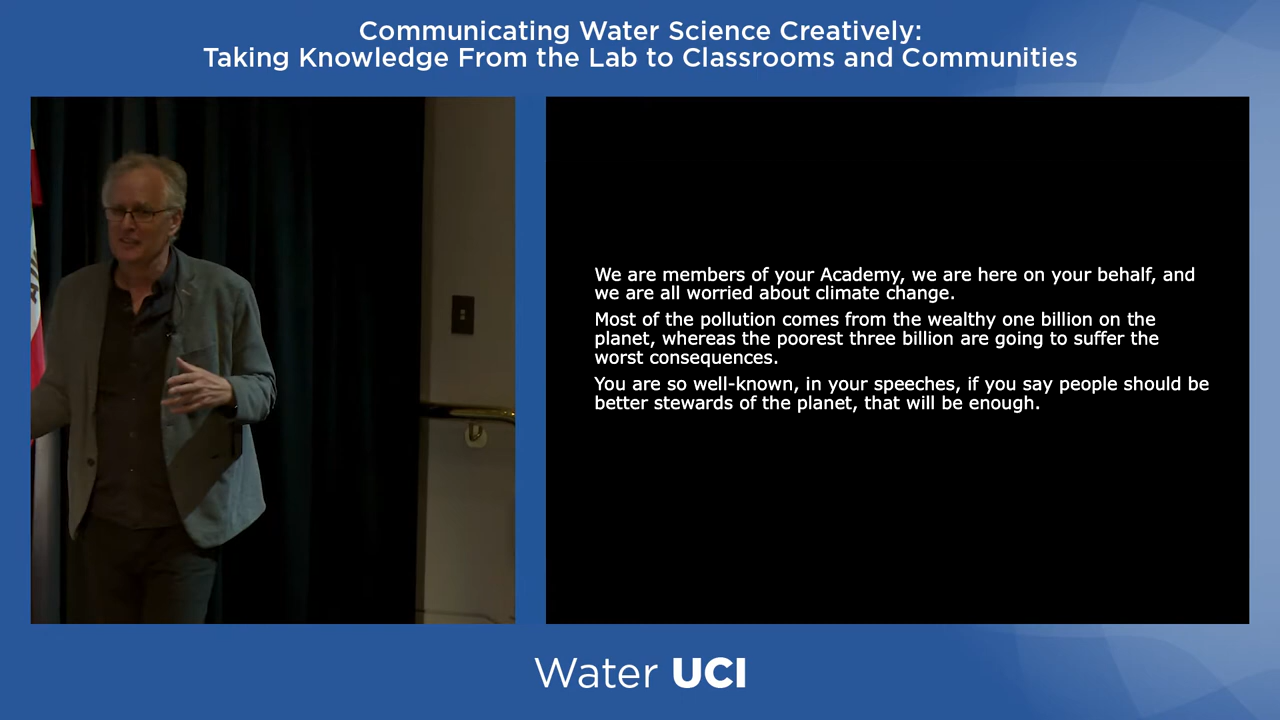 Communicating Water Science Creatively:
Taking Knowledge From the Lab to Classrooms and Communities
We are members of your Academy, we are here on your behalf, and
we are all worried about climate change.
Most of the pollution comes from the wealthy one billion on the
planet, whereas the poorest three billion are going to suffer the
worst consequences.
You are so well-known, in your speeches, if you say people should be
better stewards of the planet, that will be enough.
Water UCI